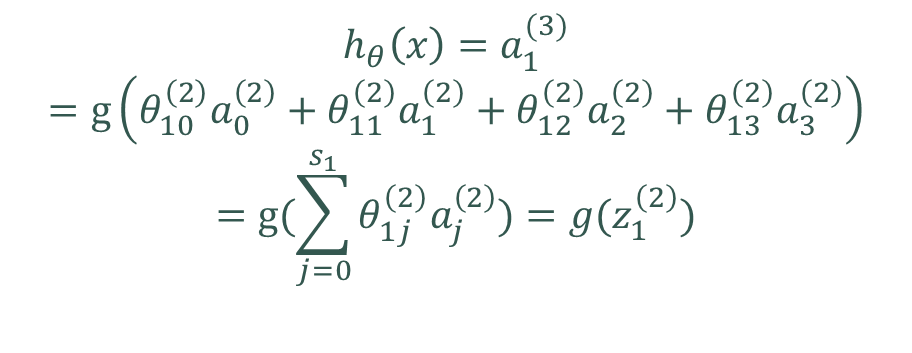 h_θ(x) = a_1^(3)
= g(θ_10^(2) a_0^(2) + θ_11^(2) a_1^(2) + θ_12^(2) a_2^(2) + θ_13^(2) a_3^(2))
= g(∑_{j=0}^{s_1} θ_1j^(2) a_j^(2)) = g(z_1^(2))